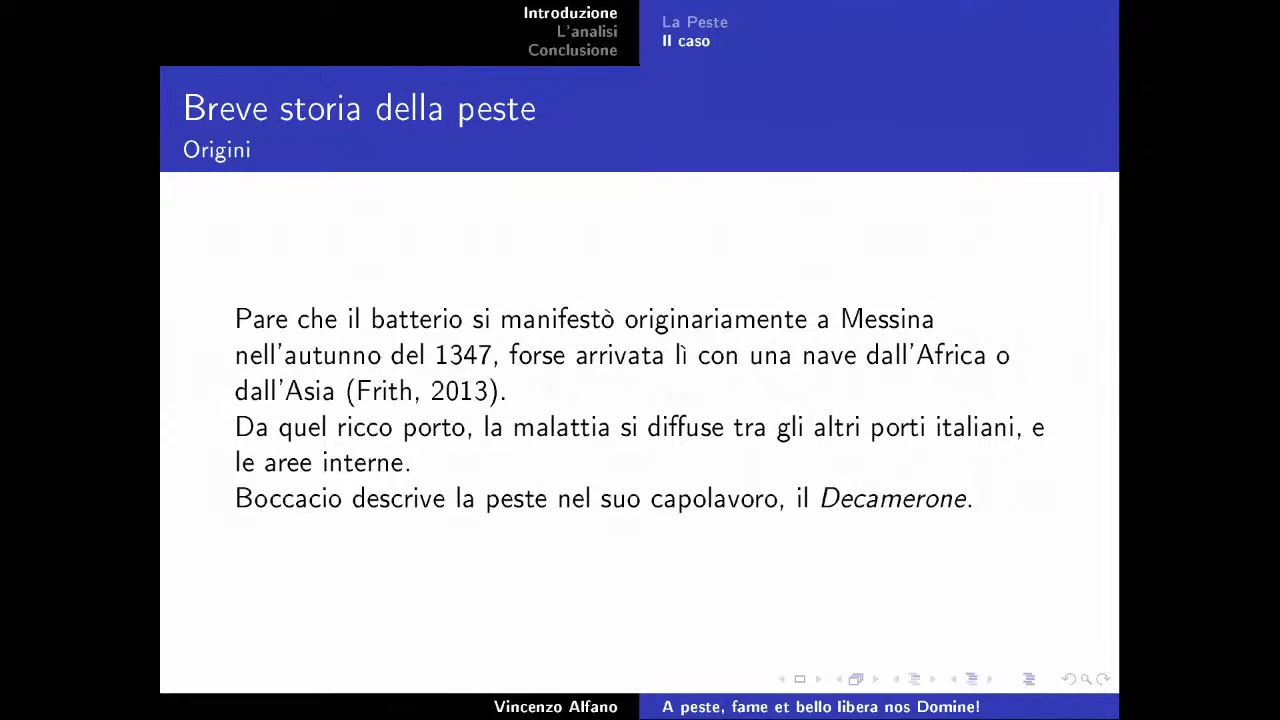 Introduzione
L'analisi
Conclusione
La Peste
Il caso
Breve storia della peste
Origini
Pare che il batterio si manifestò originariamente a Messina
nell'autunno del 1347, forse arrivata lì con una nave dall'Africa o
dall'Asia (Frith, 2013).
Da quel ricco porto, la malattia si diffuse tra gli altri porti italiani, e
le aree interne.
Boccacio descrive la peste nel suo capolavoro, il Decamerone.
Vincenzo Alfano
A peste, fame et bello libera nos Domine!